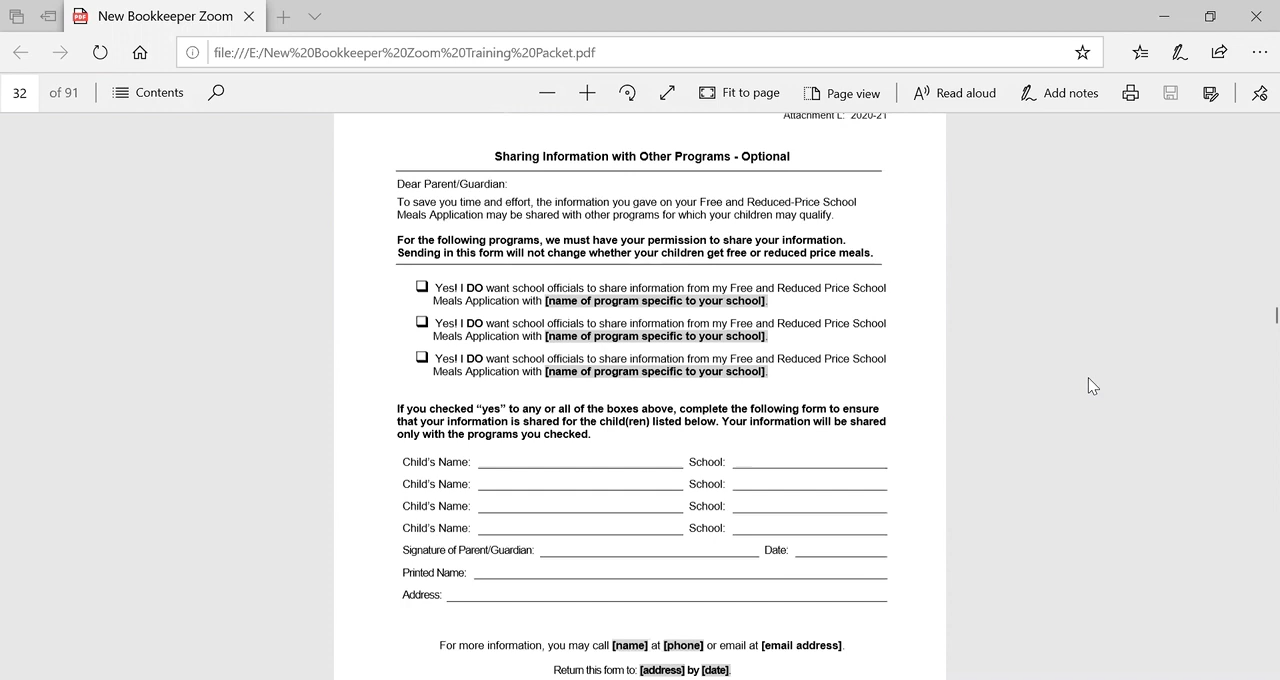 New Bookkeeper Zoom
file:///E:/New%20Bookkeeper%20Zoom%20Training%20Packet.pdf
32 of 91 Contents Fit to page Page view Read aloud Add notes
Attachment L: 2020-21
Sharing Information with Other Programs - Optional
Dear Parent/Guardian:
To save you time and effort, the information you gave on your Free and Reduced-Price School
Meals Application may be shared with other programs for which your children may qualify.
For the following programs, we must have your permission to share your information.
Sending in this form will not change whether your children get free or reduced price meals.
Yes! I DO want school officials to share information from my Free and Reduced Price School
Meals Application with [name of program specific to your school].
Yes! I DO want school officials to share information from my Free and Reduced Price School
Meals Application with [name of program specific to your school].
Yes! I DO want school officials to share information from my Free and Reduced Price School
Meals Application with [name of program specific to your school].
If you checked “yes” to any or all of the boxes above, complete the following form to ensure
that your information is shared for the child(ren) listed below. Your information will be shared
only with the programs you checked.
Child's Name: School:
Child's Name: School:
Child's Name: School:
Child's Name: School:
Signature of Parent/Guardian: Date:
Printed Name:
Address:
For more information, you may call [name] at [phone] or email at [email address].
Return this form to: [address] by [date].